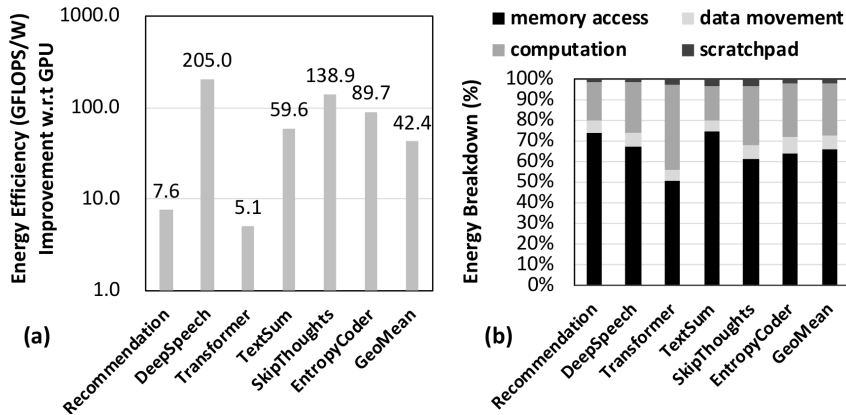 Energy Efficiency (GFLOPS/W)
Improvement w.r.t GPU
1000.0
100.0
10.0
1.0
7.6
205.0
5.1
59.6
138.9
89.7
42.4
Recommendation
DeepSpeech
Transformer
TextSum
SkipThoughts
EntropyCoder
GeoMean
(a)
memory access
data movement
computation
scratchpad
Energy Breakdown (%)
100%
90%
80%
70%
60%
50%
40%
30%
20%
10%
0%
Recommendation
DeepSpeech
Transformer
TextSum
SkipThoughts
EntropyCoder
GeoMean
(b)